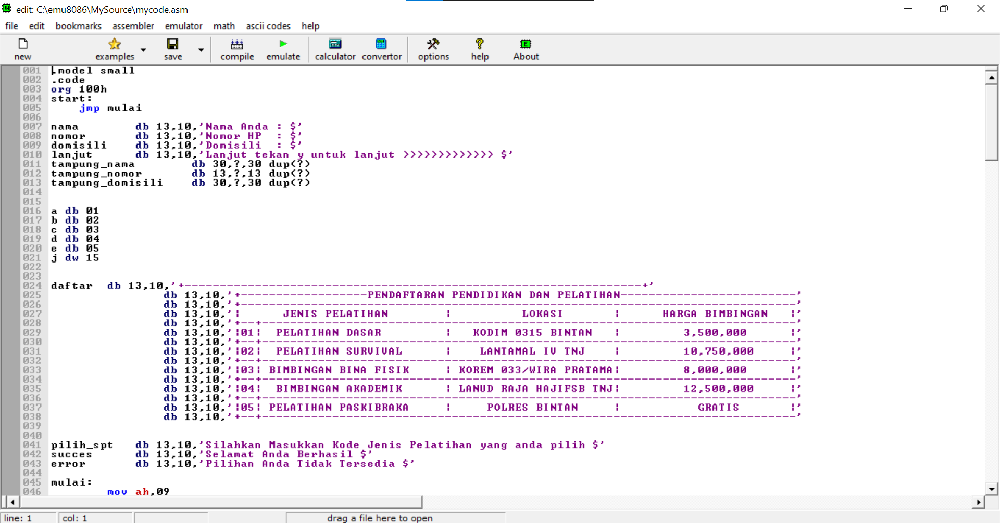 edit: C:\emu8086\MySource\mycode.asm
file edit bookmarks assembler emulator math ascii codes help
new examples save compile emulate calculator convertor options help About
001 .model small
002 .code
003 org 100h
004 start:
005 jmp mulai
006
007 nama db 13,10,'Nama Anda : $'
008 nomor db 13,10,'Nomor HP : $'
009 domisili db 13,10,'Domisili : $'
010 lanjut db 13,10,'Lanjut tekan y untuk lanjut >>>>>>>>>>>>> $'
011 tampung_nama db 30,?,30 dup(?)
012 tampung_nomor db 13,?,13 dup(?)
013 tampung_domisili db 30,?,30 dup(?)
014
015
016 a db 01
017 b db 02
018 c db 03
019 d db 04
020 e db 05
021 j dw 15
022
023
024 daftar db 13,10,'+-----------------------------------------------------------------+'
025 db 13,10,'+------------------PENDAFTARAN PENDIDIKAN DAN PELATIHAN-------------------------'
026 db 13,10,'+-------------------------------------------------------------------------------'
027 db 13,10,'| JENIS PELATIHAN | LOKASI | HARGA BIMBINGAN |'
028 db 13,10,'+--+----------------------------------------------------------------------------'
029 db 13,10,'|01| PELATIHAN DASAR | KODIM 0315 BINTAN | 3,500,000 |'
030 db 13,10,'+--+----------------------------------------------------------------------------'
031 db 13,10,'|02| PELATIHAN SURVIVAL | LANTAMAL IV TNJ | 10,750,000 |'
032 db 13,10,'+--+----------------------------------------------------------------------------'
033 db 13,10,'|03| BIMBINGAN BINA FISIK | KOREM 033/WIRA PRATAMA| 8,000,000 |'
034 db 13,10,'+--+----------------------------------------------------------------------------'
035 db 13,10,'|04| BIMBINGAN AKADEMIK | LANUD RAJA HAJIFSB TNJ| 12,500,000 |'
036 db 13,10,'+--+----------------------------------------------------------------------------'
037 db 13,10,'|05| PELATIHAN PASKIBRAKA | POLRES BINTAN | GRATIS |'
038 db 13,10,'+--+----------------------------------------------------------------------------'
039
040
041 pilih_spt db 13,10,'Silahkan Masukkan Kode Jenis Pelatihan yang anda pilih $'
042 succes db 13,10,'Selamat Anda Berhasil $'
043 error db 13,10,'Pilihan Anda Tidak Tersedia $'
044
045 mulai:
046 mov ah,09
line: 1 col: 1 drag a file here to open